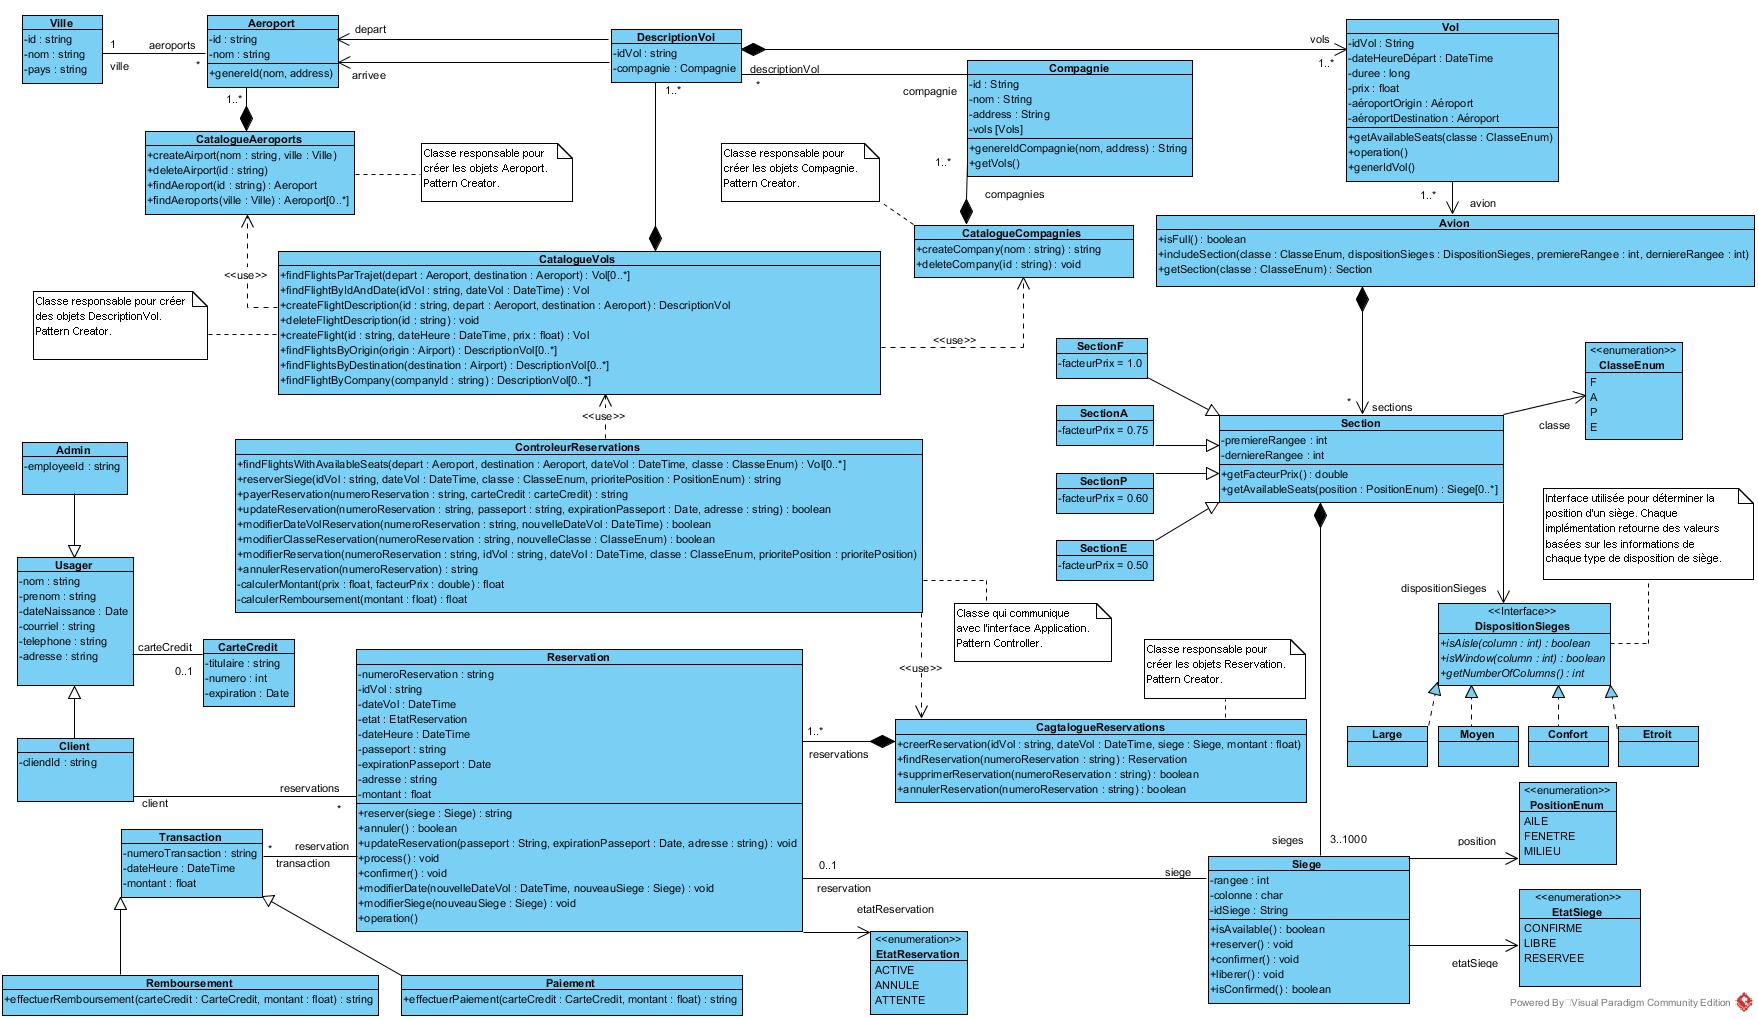 Ville
-id : string
-nom : string
-pays : string
1
ville
aeroports
*
Aeroport
-id : string
-nom : string
+genereId(nom, address)
depart
arrivee
DescriptionVol
-idVol : string
-compagnie : Compagnie
descriptionVol
*
compagnie
vols
1..*
Vol
-idVol : String
-dateHeureDépart : DateTime
-duree : long
-prix : float
-aéroportOrigin : Aéroport
-aéroportDestination : Aéroport
+getAvailableSeats(classe : ClasseEnum)
+operation()
+generIdVol()
Compagnie
-id : String
-nom : String
-address : String
-vols [Vols]
+genereIdCompagnie(nom, address) : String
+getVols()
1..*
CatalogueAeroports
+createAirport(nom : string, ville : Ville)
+deleteAirport(id : string)
+findAeroport(id : string) : Aeroport
+findAeroports(ville : Ville) : Aeroport[0..*]
Classe responsable pour
créer les objets Aeroport.
Pattern Creator.
1..*
Classe responsable pour
créer les objets Compagnie.
Pattern Creator.
1..*
compagnies
CatalogueCompagnies
+createCompany(nom : string) : string
+deleteCompany(id : string) : void
1..*
avion
Avion
+isFull() : boolean
+includeSection(classe : ClasseEnum, dispositionSieges : DispositionSieges, premiereRangee : int, derniereRangee : int)
+getSection(classe : ClasseEnum) : Section
<<use>>
CatalogueVols
+findFlightsParTrajet(depart : Aeroport, destination : Aeroport) : Vol[0..*]
+findFlightByIdAndDate(idVol : string, dateVol : DateTime) : Vol
+createFlightDescription(id : string, depart : Aeroport, destination : Aeroport) : DescriptionVol
+deleteFlightDescription(id : string) : void
+createFlight(id : string, dateHeure : DateTime, prix : float) : Vol
+findFlightsByOrigin(origin : Airport) : DescriptionVol[0..*]
+findFlightsByDestination(destination : Airport) : DescriptionVol[0..*]
+findFlightByCompany(companyId : string) : DescriptionVol[0..*]
Classe responsable pour créer
des objets DescriptionVol.
Pattern Creator.
<<use>>
<<use>>
SectionF
-facteurPrix = 1.0
SectionA
-facteurPrix = 0.75
SectionP
-facteurPrix = 0.60
SectionE
-facteurPrix = 0.50
*
sections
Section
-premiereRangee : int
-derniereRangee : int
+getFacteurPrix() : double
+getAvailableSeats(position : PositionEnum) : Siege[0..*]
classe
<<enumeration>>
ClasseEnum
F
A
P
E
Admin
-employeeId : string
ControleurReservations
+findFlightsWithAvailableSeats(depart : Aeroport, destination : Aeroport, dateVol : DateTime, classe : ClasseEnum) : Vol[0..*]
+reserverSiege(idVol : string, dateVol : DateTime, classe : ClasseEnum, prioritePosition : PositionEnum) : string
+payerReservation(numeroReservation : string, carteCredit : carteCredit) : string
+updateReservation(numeroReservation : string, passeport : string, expirationPasseport : Date, adresse : string) : boolean
+modifierDateVolReservation(numeroReservation : string, nouvelleDateVol : DateTime) : boolean
+modifierClasseReservation(numeroReservation : string, nouvelleClasse : ClasseEnum) : boolean
+modifierReservation(numeroReservation : string, idVol : string, dateVol : DateTime, classe : ClasseEnum, prioritePosition : prioritePosition)
+annulerReservation(numeroReservation) : string
-calculerMontant(prix : float, facteurPrix : double) : float
-calculerRemboursement(montant : float) : float
Interface utilisée pour déterminer la
position d'un siège. Chaque
implémentation retourne des valeurs
basées sur les informations de
chaque type de disposition de siège.
Usager
-nom : string
-prenom : string
-dateNaissance : Date
-courriel : string
-telephone : string
-adresse : string
carteCredit
0..1
CarteCredit
-titulaire : string
-numero : int
-expiration : Date
Classe qui communique
avec l'interface Application.
Pattern Controller.
<<use>>
Classe responsable pour
créer les objets Reservation.
Pattern Creator.
dispositionSieges
<<Interface>>
DispositionSieges
+isAisle(column : int) : boolean
+isWindow(column : int) : boolean
+getNumberOfColumns() : int
Large
Moyen
Confort
Etroit
Client
-cliendId : string
client
reservations
*
Reservation
-numeroReservation : string
-idVol : string
-dateVol : DateTime
-etat : EtatReservation
-dateHeure : DateTime
-passeport : string
-expirationPasseport : Date
-adresse : string
-montant : float
+reserver(siege : Siege) : string
+annuler() : boolean
+updateReservation(passeport : String, expirationPasseport : Date, adresse : string) : void
+process() : void
+confirmer() : void
+modifierDate(nouvelleDateVol : DateTime, nouveauSiege : Siege) : void
+modifierSiege(nouveauSiege : Siege) : void
+operation()
1..*
reservations
CagtalogueReservations
+creerReservation(idVol : string, dateVol : DateTime, siege : Siege, montant : float)
+findReservation(numeroReservation : string) : Reservation
+supprimerReservation(numeroReservation : string) : boolean
+annulerReservation(numeroReservation : string) : boolean
<<enumeration>>
PositionEnum
AILE
FENETRE
MILIEU
position
Transaction
-numeroTransaction : string
-dateHeure : DateTime
-montant : float
*
reservation
transaction
0..1
reservation
siege
sieges
3..1000
Siege
-rangee : int
-colonne : char
-idSiege : String
+isAvailable() : boolean
+reserver() : void
+confirmer() : void
+liberer() : void
+isConfirmed() : boolean
<<enumeration>>
EtatSiege
CONFIRME
LIBRE
RESERVEE
etatSiege
etatReservation
<<enumeration>>
EtatReservation
ACTIVE
ANNULE
ATTENTE
Remboursement
+effectuerRemboursement(carteCredit : CarteCredit, montant : float) : string
Paiement
+effectuerPaiement(carteCredit : CarteCredit, montant : float) : string
Powered By Visual Paradigm Community Edition